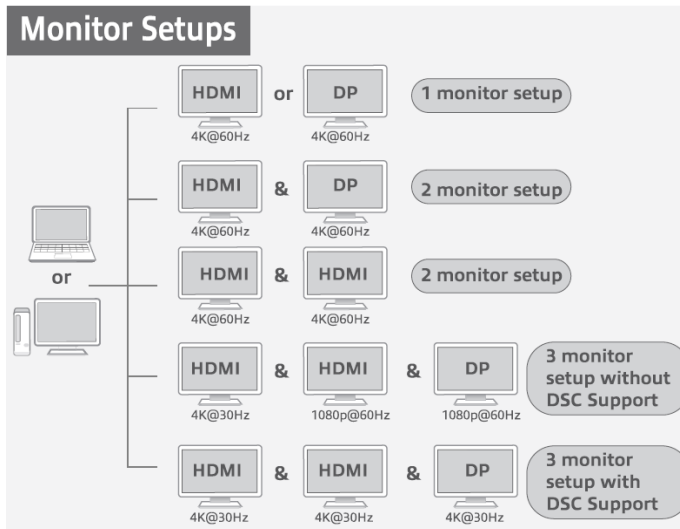 Monitor Setups
HDMI or DP 1 monitor setup
4K@60Hz 4K@60Hz
HDMI & DP 2 monitor setup
4K@60Hz 4K@60Hz
or
HDMI & HDMI 2 monitor setup
4K@60Hz 4K@60Hz
HDMI & HDMI & DP
3 monitor
setup without
DSC Support
4K@30Hz 1080p@60Hz 1080p@60Hz
HDMI & HDMI & DP
3 monitor
setup with
DSC Support
4K@30Hz 4K@30Hz 4K@30Hz